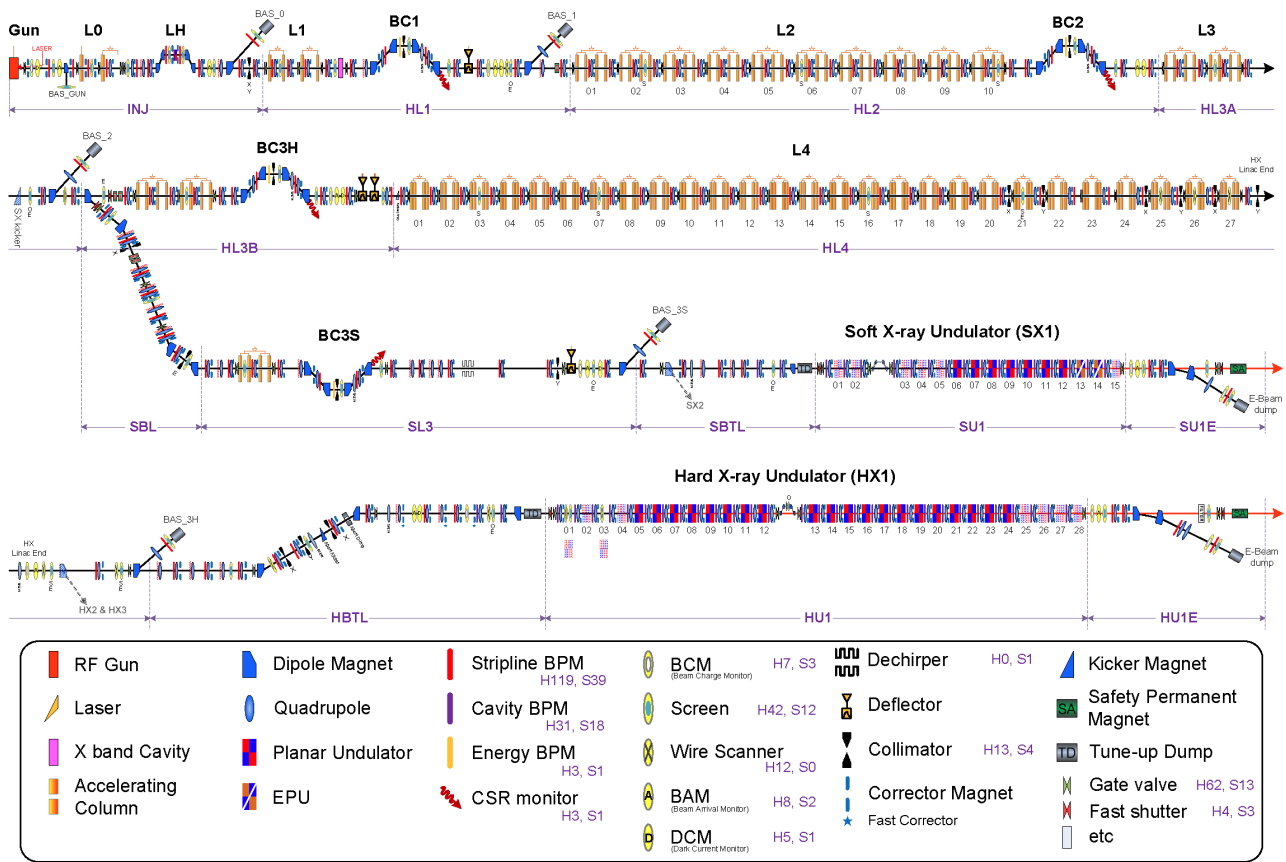 Gun L0 LH L1 BC1 L2 BC2 L3
LASER BAS_0 BAS_1
BAS_GUN
X
Y
01 02 03 04 05 06 07 08 09 10
S S S
INJ HL1 HL2 HL3A
BAS_2 BC3H L4
HX
Linac End
SX kicker
E
01 02 03 04 05 06 07 08 09 10 11 12 13 14 15 16 17 18 19 20 21 22 23 24 25 26 27
S S S X Y X Y X Y
HL3B HL4
X
E
BC3S BAS_3S Soft X-ray Undulator (SX1)
Y
SX2
TD
01 02 03 04 05 06 07 08 09 10 11 12 13 14 15
SA
E-Beam
dump
SBL SL3 SBTL SU1 SU1E
Hard X-ray Undulator (HX1)
BAS_3H
HX
Linac End
TD
01 02 03 04 05 06 07 08 09 10 11 12 13 14 15 16 17 18 19 20 21 22 23 24 25 26 27 28
SA
E-Beam
dump
HX2 & HX3
HBTL HU1 HU1E
RF Gun
Laser
X band Cavity
Accelerating
Column
Dipole Magnet
Quadrupole
Planar Undulator
EPU
Stripline BPM
H119, S39
Cavity BPM
H31, S18
Energy BPM
H3, S1
CSR monitor
H3, S1
BCM H7, S3
(Beam Charge Monitor)
Screen H42, S12
Wire Scanner
H12, S0
A BAM H8, S2
(Beam Arrival Monitor)
D DCM H5, S1
(Dark Current Monitor)
Dechirper H0, S1
Deflector
Collimator H13, S4
Corrector Magnet
Fast Corrector
Kicker Magnet
SA Safety Permanent
Magnet
TD Tune-up Dump
Gate valve H62, S13
Fast shutter H4, S3
etc